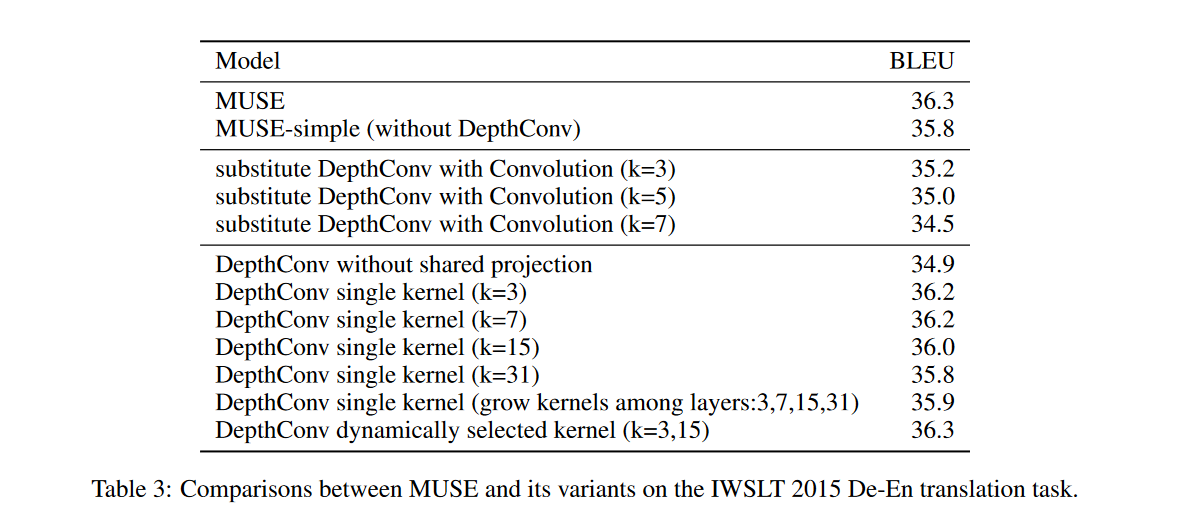 Model BLEU
MUSE 36.3
MUSE-simple (without DepthConv) 35.8
substitute DepthConv with Convolution (k=3) 35.2
substitute DepthConv with Convolution (k=5) 35.0
substitute DepthConv with Convolution (k=7) 34.5
DepthConv without shared projection 34.9
DepthConv single kernel (k=3) 36.2
DepthConv single kernel (k=7) 36.2
DepthConv single kernel (k=15) 36.0
DepthConv single kernel (k=31) 35.8
DepthConv single kernel (grow kernels among layers:3,7,15,31) 35.9
DepthConv dynamically selected kernel (k=3,15) 36.3
Table 3: Comparisons between MUSE and its variants on the IWSLT 2015 De-En translation task.